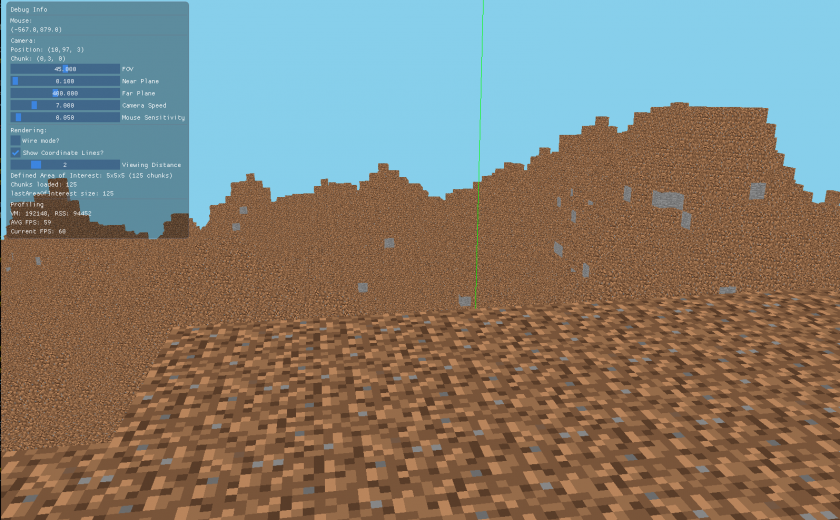 Debug Info
Mouse:
(-567.0,879.0)
Camera:
Position: (10,97, 3)
Chunk: (0,3, 0)
45.000 FOV
0.100 Near Plane
400.000 Far Plane
7.000 Camera Speed
0.050 Mouse Sensitivity
Rendering:
Wire mode?
Show Coordinate Lines?
2 Viewing Distance
Defined Area of Interest: 5x5x5 (125 chunks)
Chunks loaded: 125
lastAreaOfInterest size: 125
Profiling
VM: 192148, RSS: 94452
AVG FPS: 59
Current FPS: 60